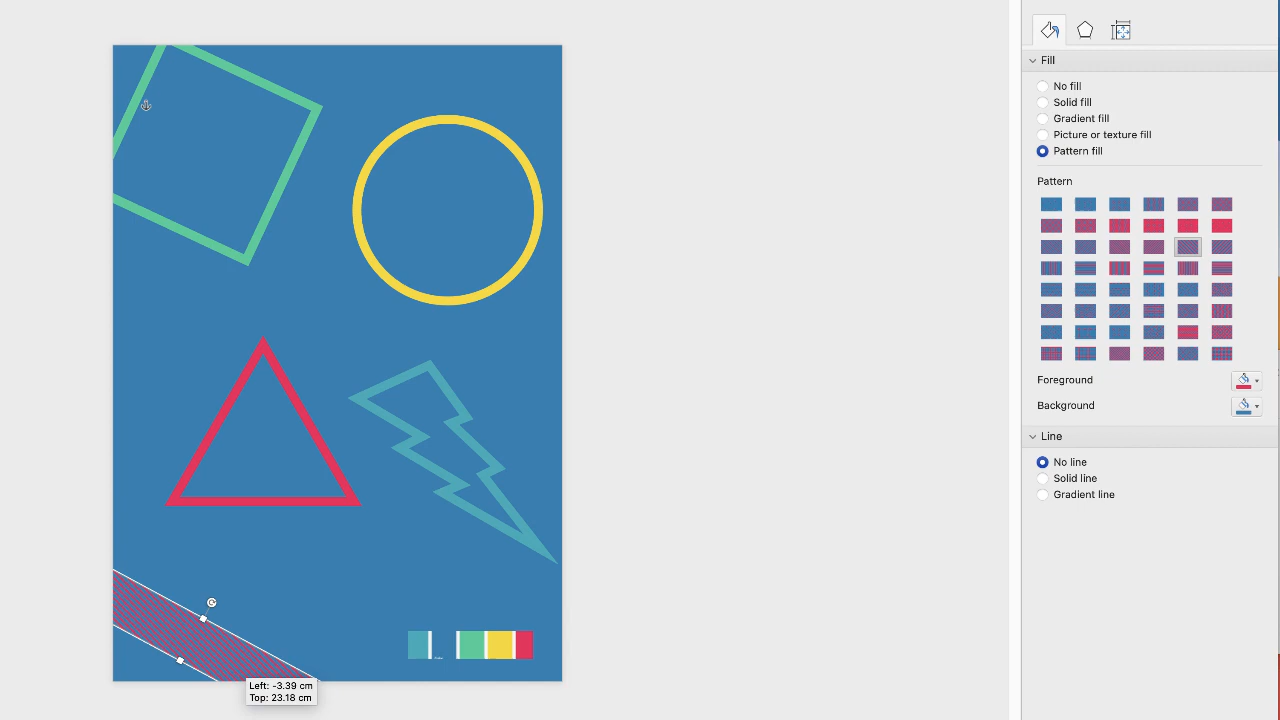 Fill
No fill
Solid fill
Gradient fill
Picture or texture fill
Pattern fill
Pattern
Foreground
Background
Line
No line
Solid line
Gradient line
Left: -3.39 cm
Top: 23.18 cm